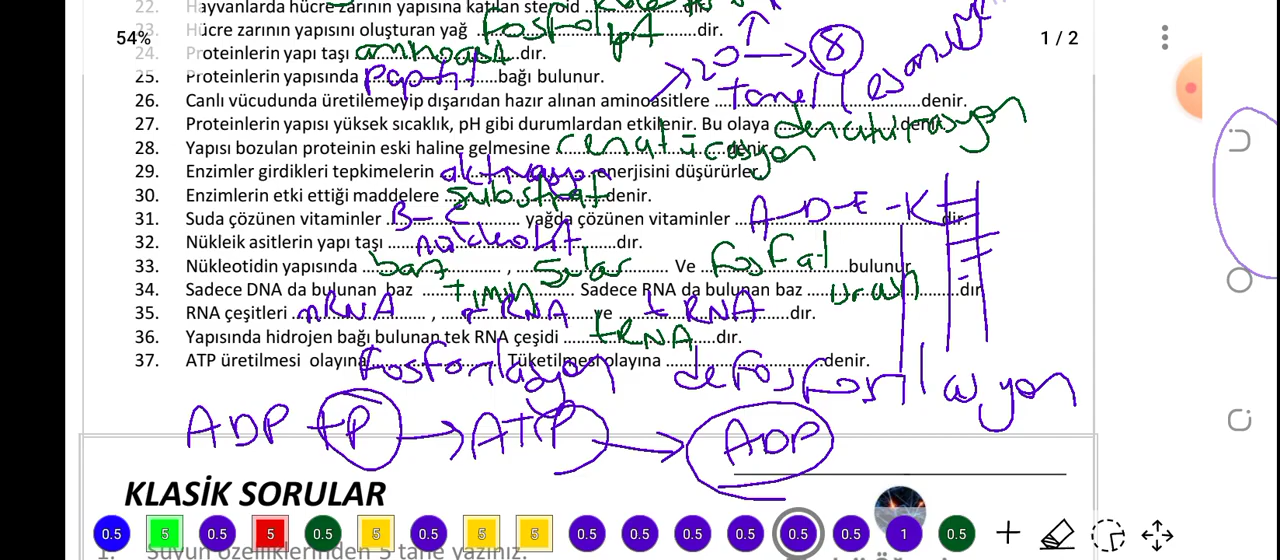 22. Hayvanlarda hücre zarının yapısına katılan steroid ...dir.
54% 23. Hücre zarının yapısını oluşturan yağ fosfolipit dir. 1 / 2
24. Proteinlerin yapı taşı aminoasit dır. 20 → 8
25. Proteinlerin yapısında peptit bağı bulunur.
26. Canlı vücudunda üretilemeyip dışarıdan hazır alınan aminoasitlere temel denir.
27. Proteinlerin yapısı yüksek sıcaklık, pH gibi durumlardan etkilenir. Bu olaya denatürasyon denir.
28. Yapısı bozulan proteinin eski haline gelmesine renatürasyon denir.
29. Enzimler girdikleri tepkimelerin aktivasyon enerjisini düşürürler.
30. Enzimlerin etki ettiği maddelere substrat denir.
31. Suda çözünen vitaminler B-C , yağda çözünen vitaminler A-D-E-K dir.
32. Nükleik asitlerin yapı taşı nükleotit dır.
33. Nükleotidin yapısında baz , şeker Ve fosfat bulunur.
34. Sadece DNA da bulunan baz timin Sadece RNA da bulunan baz urasil dır
35. RNA çeşitleri mRNA , rRNA ve tRNA dır.
36. Yapısında hidrojen bağı bulunan tek RNA çeşidi tRNA dır.
37. ATP üretilmesi olayına fosforilasyon Tüketilmesi olayına defosforilasyon denir.
ADP +P → ATP → ADP
KLASİK SORULAR
0.5 5 0.5 5 0.5 5 0.5 5 5 0.5 0.5 0.5 0.5 0.5 0.5 1 0.5
1. Suyun özelliklerinden 5 tane yazınız.